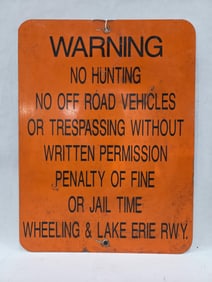 WARNING
NO HUNTING
NO OFF ROAD VEHICLES
OR TRESPASSING WITHOUT
WRITTEN PERMISSION
PENALTY OF FINE
OR JAIL TIME
WHEELING & LAKE ERIE RWY.